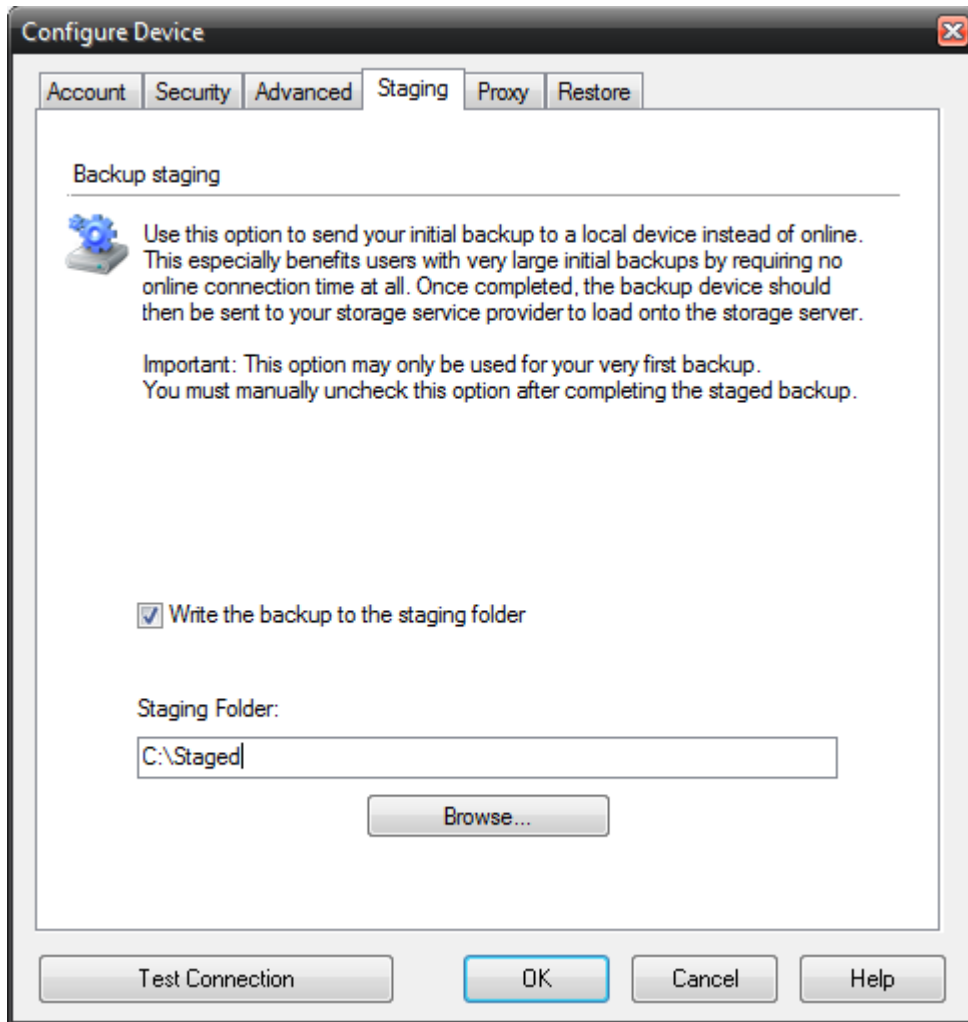 Configure Device
Account Security Advanced Staging Proxy Restore
Backup staging
Use this option to send your initial backup to a local device instead of online.
This especially benefits users with very large initial backups by requiring no
online connection time at all. Once completed, the backup device should
then be sent to your storage service provider to load onto the storage server.
Important: This option may only be used for your very first backup.
You must manually uncheck this option after completing the staged backup.
Write the backup to the staging folder
Staging Folder:
C:\Staged
Browse...
Test Connection OK Cancel Help